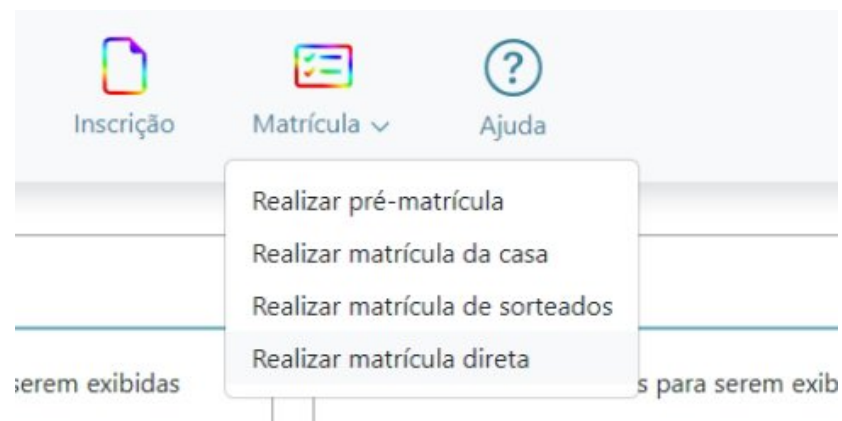 Inscrição
Matrícula
Ajuda
Realizar pré-matrícula
Realizar matrícula da casa
Realizar matrícula de sorteados
Realizar matrícula direta
serem exibidas
s para serem exib